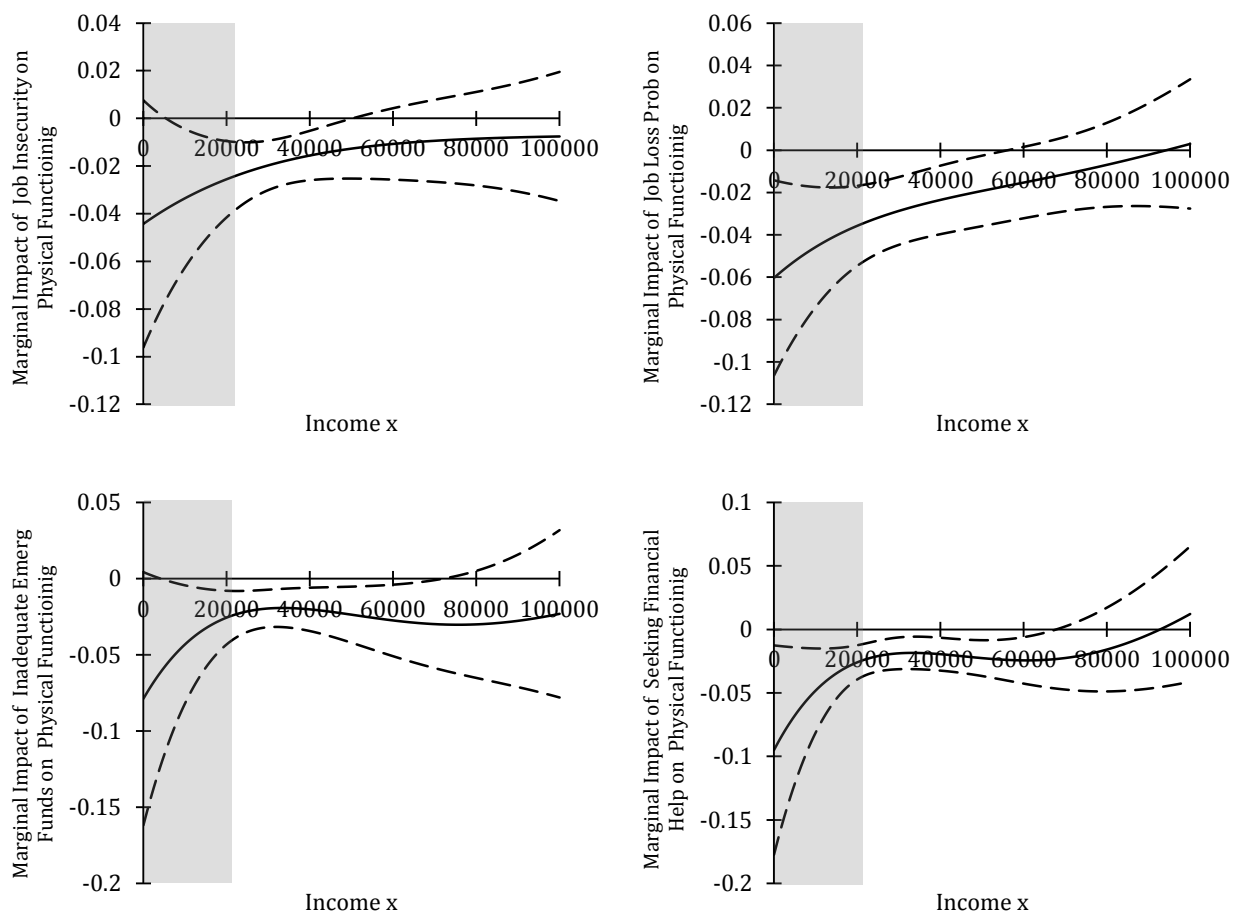 Marginal Impact of Job Insecurity on
Physical Functioinig
0.04
0.02
0
-0.02
-0.04
-0.06
-0.08
-0.1
-0.12
0 20000 40000 60000 80000 100000
Income x
Marginal Impact of Job Loss Prob on
Physical Functioinig
0.06
0.04
0.02
0
-0.02
-0.04
-0.06
-0.08
-0.1
-0.12
0 20000 40000 60000 80000 100000
Income x
Marginal Impact of Inadequate Emerg
Funds on Physical Functioinig
0.05
0
-0.05
-0.1
-0.15
-0.2
0 20000 40000 60000 80000 100000
Income x
Marginal Impact of Seeking Financial
Help on Physical Functioinig
0.1
0.05
0
-0.05
-0.1
-0.15
-0.2
0 20000 40000 60000 80000 100000
Income x